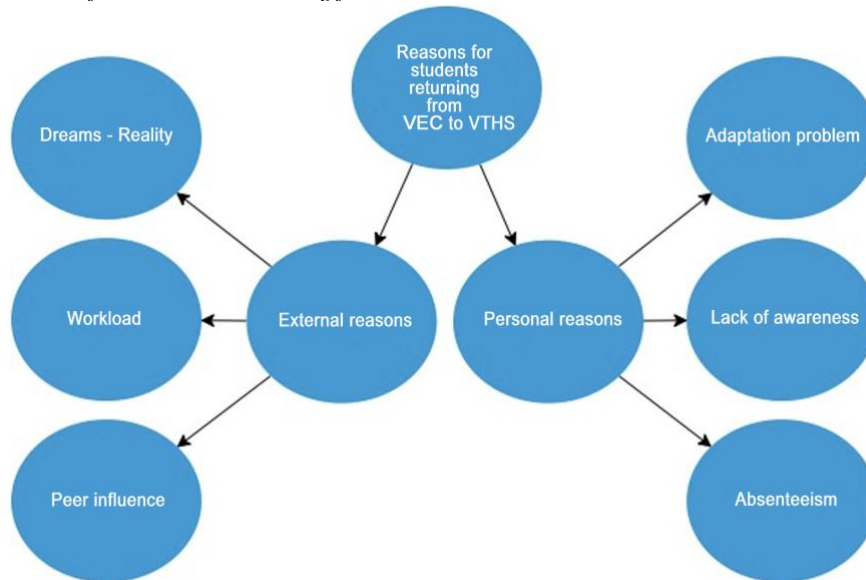 Reasons for
students
returning
from
VEC to VTHS
Dreams - Reality
Adaptation problem
Workload
External reasons
Personal reasons
Lack of awareness
Peer influence
Absenteeism